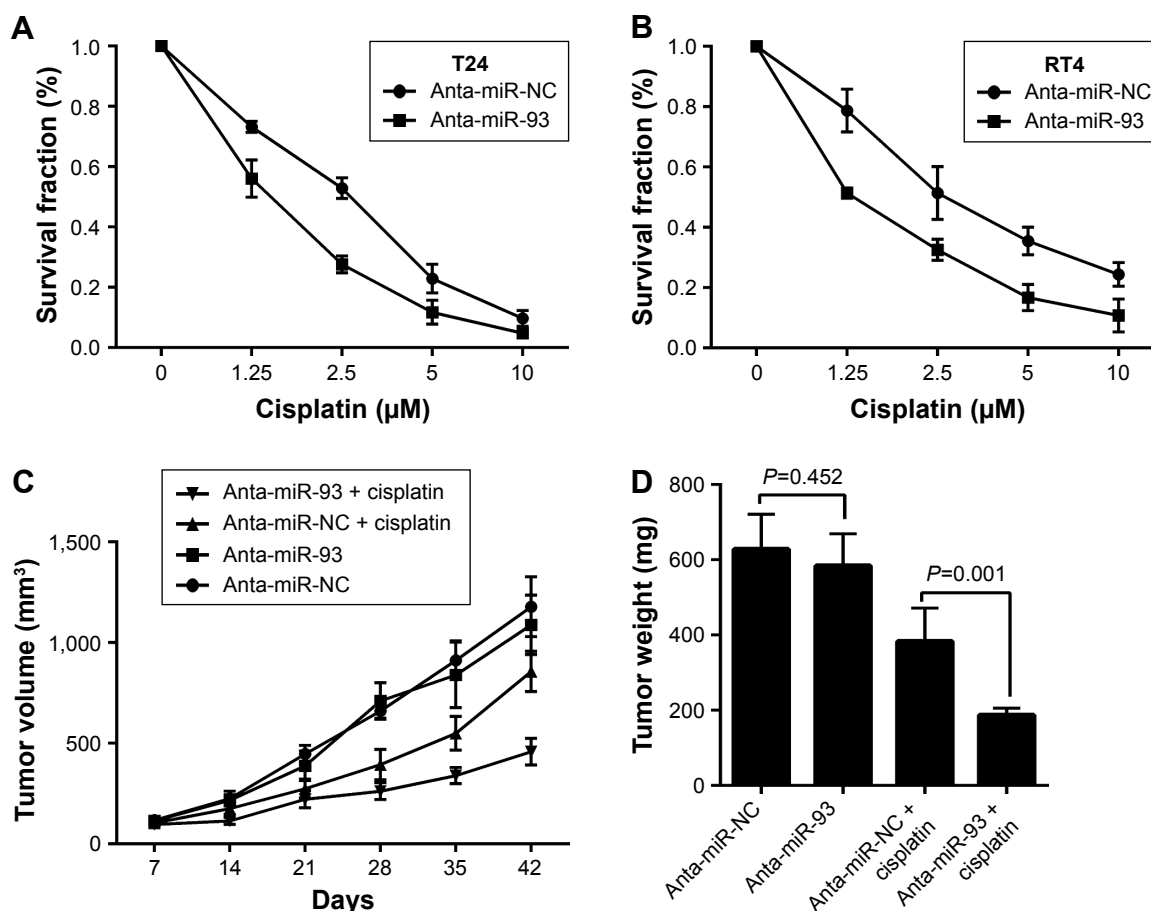 A
T24
Anta-miR-NC
Anta-miR-93
Survival fraction (%)
1.0
0.8
0.6
0.4
0.2
0.0
0 1.25 2.5 5 10
Cisplatin (µM)
B
RT4
Anta-miR-NC
Anta-miR-93
Survival fraction (%)
1.0
0.8
0.6
0.4
0.2
0.0
0 1.25 2.5 5 10
Cisplatin (µM)
C
Anta-miR-93 + cisplatin
Anta-miR-NC + cisplatin
Anta-miR-93
Anta-miR-NC
Tumor volume (mm³)
1,500
1,000
500
0
7 14 21 28 35 42
Days
D
P=0.452
P=0.001
Tumor weight (mg)
800
600
400
200
0
Anta-miR-NC
Anta-miR-93
Anta-miR-NC +
cisplatin
Anta-miR-93 +
cisplatin